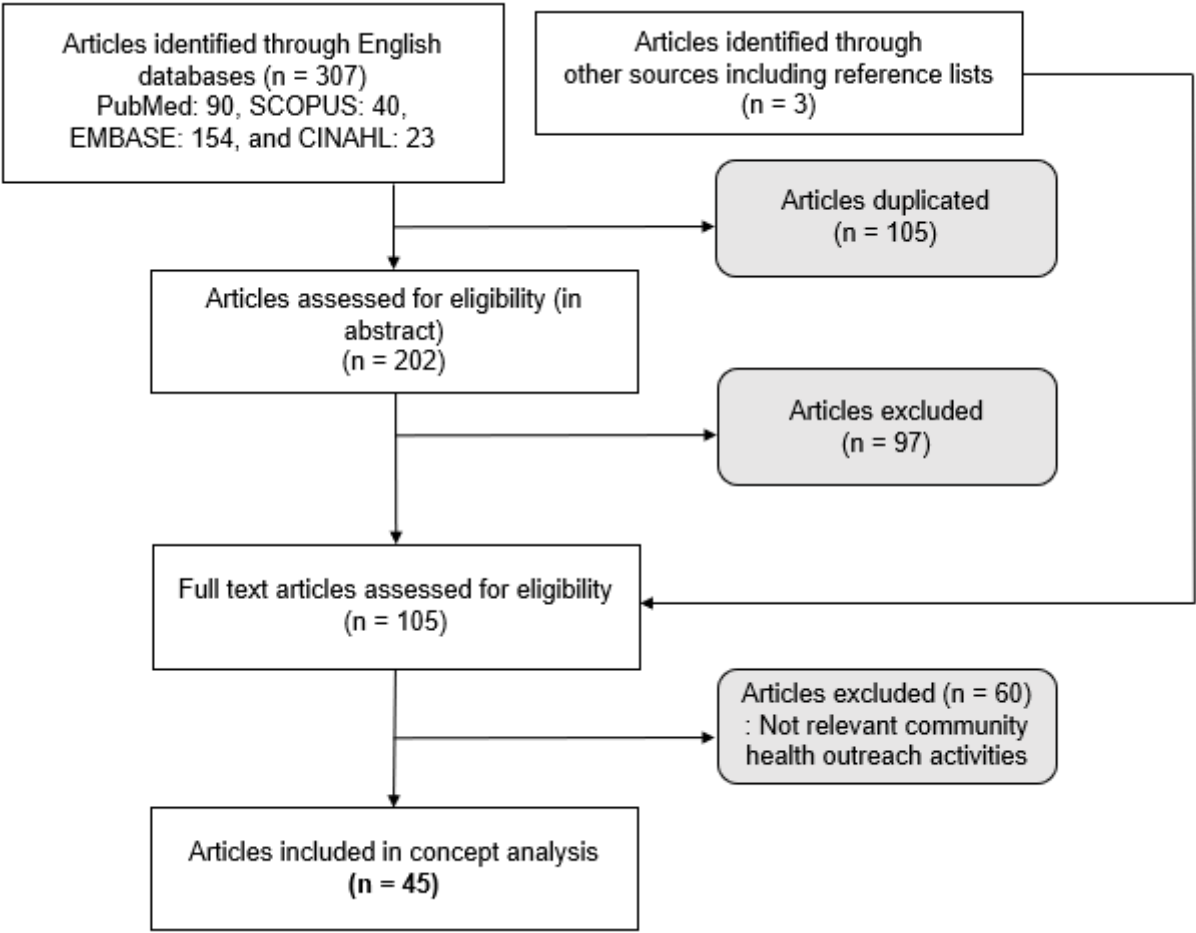 Articles identified through English
databases (n = 307)
PubMed: 90, SCOPUS: 40,
EMBASE: 154, and CINAHL: 23
Articles identified through
other sources including reference lists
(n = 3)
Articles duplicated
(n = 105)
Articles assessed for eligibility (in
abstract)
(n = 202)
Articles excluded
(n = 97)
Full text articles assessed for eligibility
(n = 105)
Articles excluded (n = 60)
: Not relevant community
health outreach activities
Articles included in concept analysis
(n = 45)